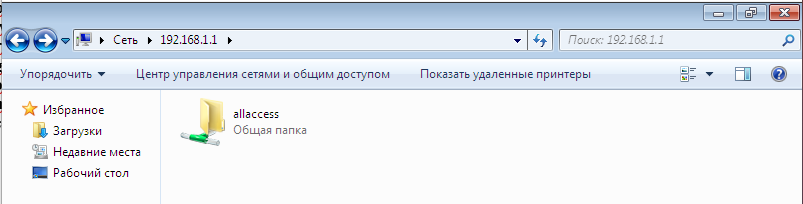 Сеть 192.168.1.1 Поиск: 192.168.1.1
Упорядочить Центр управления сетями и общим доступом Показать удаленные принтеры
Избранное
Загрузки
Недавние места
Рабочий стол
allaccess
Общая папка